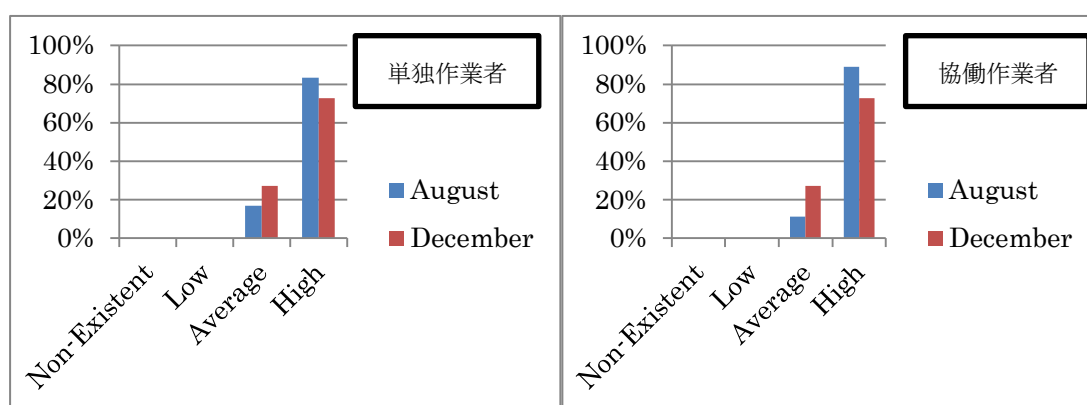 100%
80%
60%
40%
20%
0%
Non-Existent
Low
Average
High
単独作業者
August
December
100%
80%
60%
40%
20%
0%
Non-Existent
Low
Average
High
協働作業者
August
December